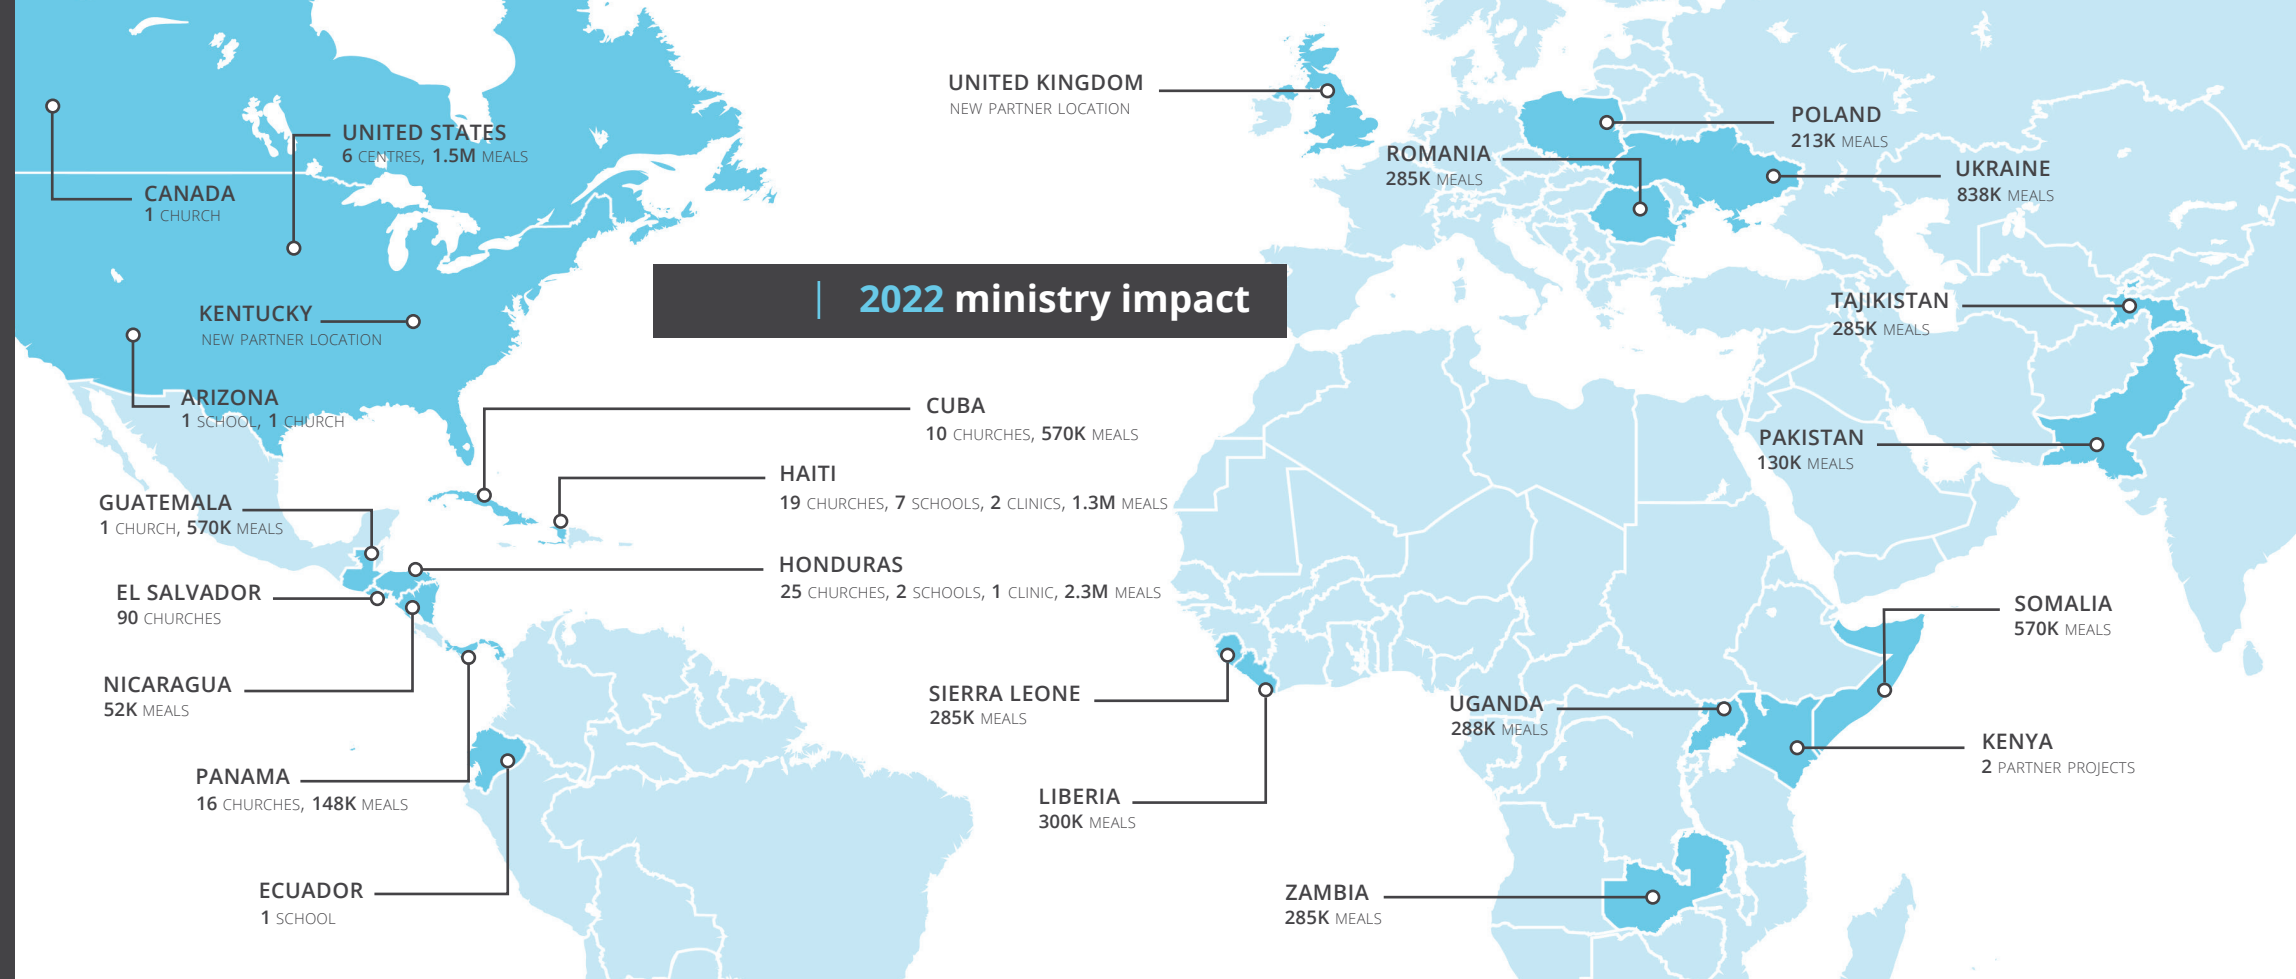 UNITED KINGDOM
NEW PARTNER LOCATION
POLAND
213K MEALS
UNITED STATES
6 CENTRES, 1.5M MEALS
ROMANIA
285K MEALS
UKRAINE
838K MEALS
CANADA
1 CHURCH
| 2022 ministry impact
TAJIKISTAN
285K MEALS
KENTUCKY
NEW PARTNER LOCATION
ARIZONA
1 SCHOOL, 1 CHURCH
CUBA
10 CHURCHES, 570K MEALS
PAKISTAN
130K MEALS
HAITI
19 CHURCHES, 7 SCHOOLS, 2 CLINICS, 1.3M MEALS
GUATEMALA
1 CHURCH, 570K MEALS
HONDURAS
25 CHURCHES, 2 SCHOOLS, 1 CLINIC, 2.3M MEALS
EL SALVADOR
90 CHURCHES
SOMALIA
570K MEALS
NICARAGUA
52K MEALS
SIERRA LEONE
285K MEALS
UGANDA
288K MEALS
KENYA
2 PARTNER PROJECTS
PANAMA
16 CHURCHES, 148K MEALS
LIBERIA
300K MEALS
ECUADOR
1 SCHOOL
ZAMBIA
285K MEALS